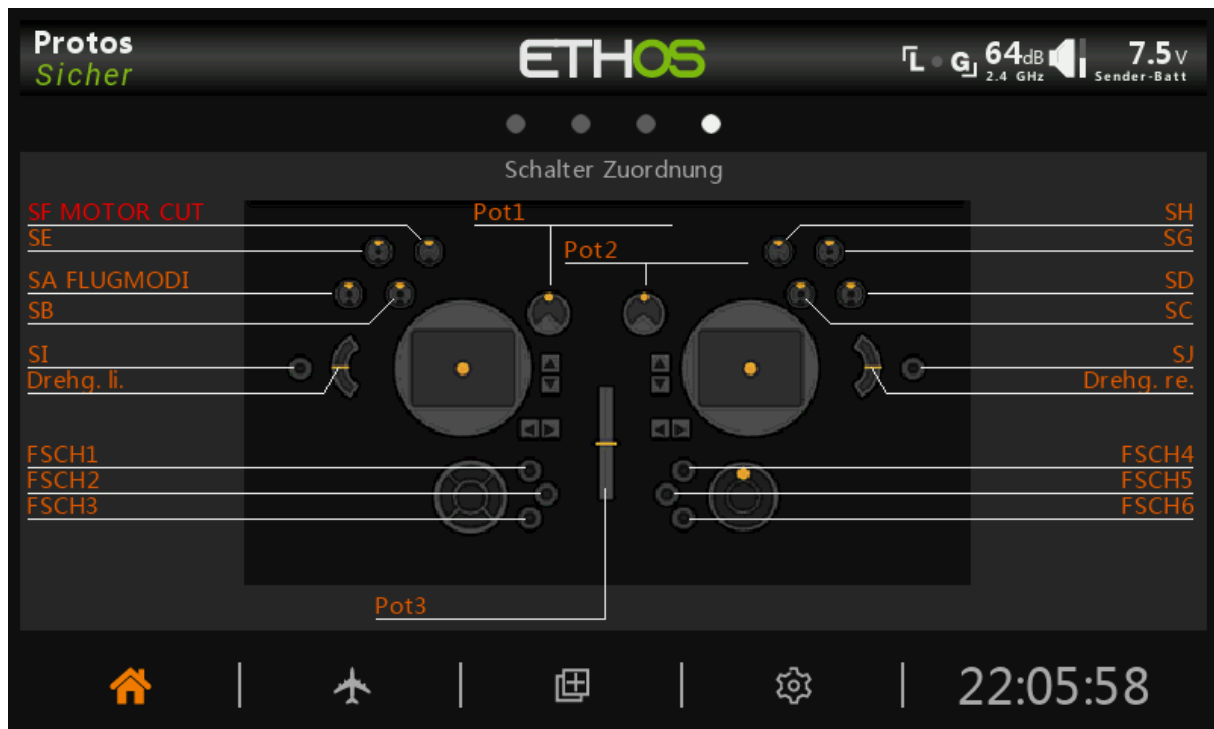 Protos
Sicher
ETHOS
L G 64dB
2.4 GHz
7.5V
Sender-Batt
Schalter Zuordnung
SF MOTOR CUT
SE
SA FLUGMODI
SB
SI
Drehg. li.
FSCH1
FSCH2
FSCH3
Pot1
Pot2
Pot3
SH
SG
SD
SC
SJ
Drehg. re.
FSCH4
FSCH5
FSCH6
22:05:58